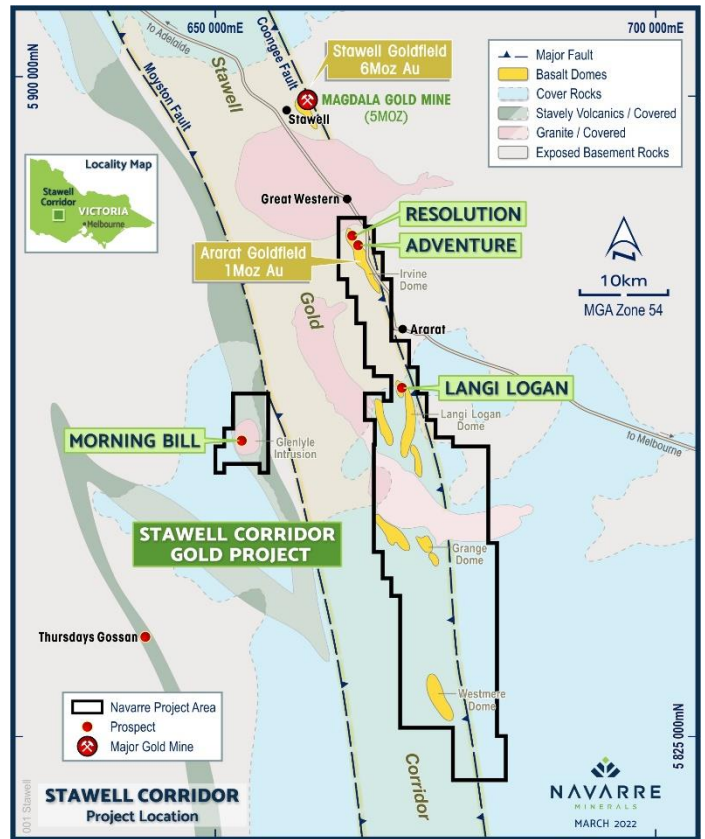 650 000mE
700 000mE
to Adelaide
Coongee Fault
Stawell Goldfield
6Moz Au
Major Fault
Basalt Domes
Cover Rocks
Stavely Volcanics / Covered
Granite / Covered
Exposed Basement Rocks
5 900 000mN
Moyston Fault
Stawell
MAGDALA GOLD MINE
(5MOZ)
Stawell
Locality Map
Stawell
Corridor
VICTORIA
Melbourne
Great Western
RESOLUTION
ADVENTURE
Ararat Goldfield
1Moz Au
Irvine
Dome
10km
MGA Zone 54
Gold
Ararat
LANGI LOGAN
Langi Logan
Dome
MORNING BILL
Glenlyle
Intrusion
to Melbourne
STAWELL CORRIDOR
GOLD PROJECT
Grange
Dome
Thursdays Gossan
Westmere
Dome
Navarre Project Area
Prospect
Major Gold Mine
5 825 000mN
Corridor
001 Stawell
STAWELL CORRIDOR
Project Location
NAVARRE
MINERALS
MARCH 2022